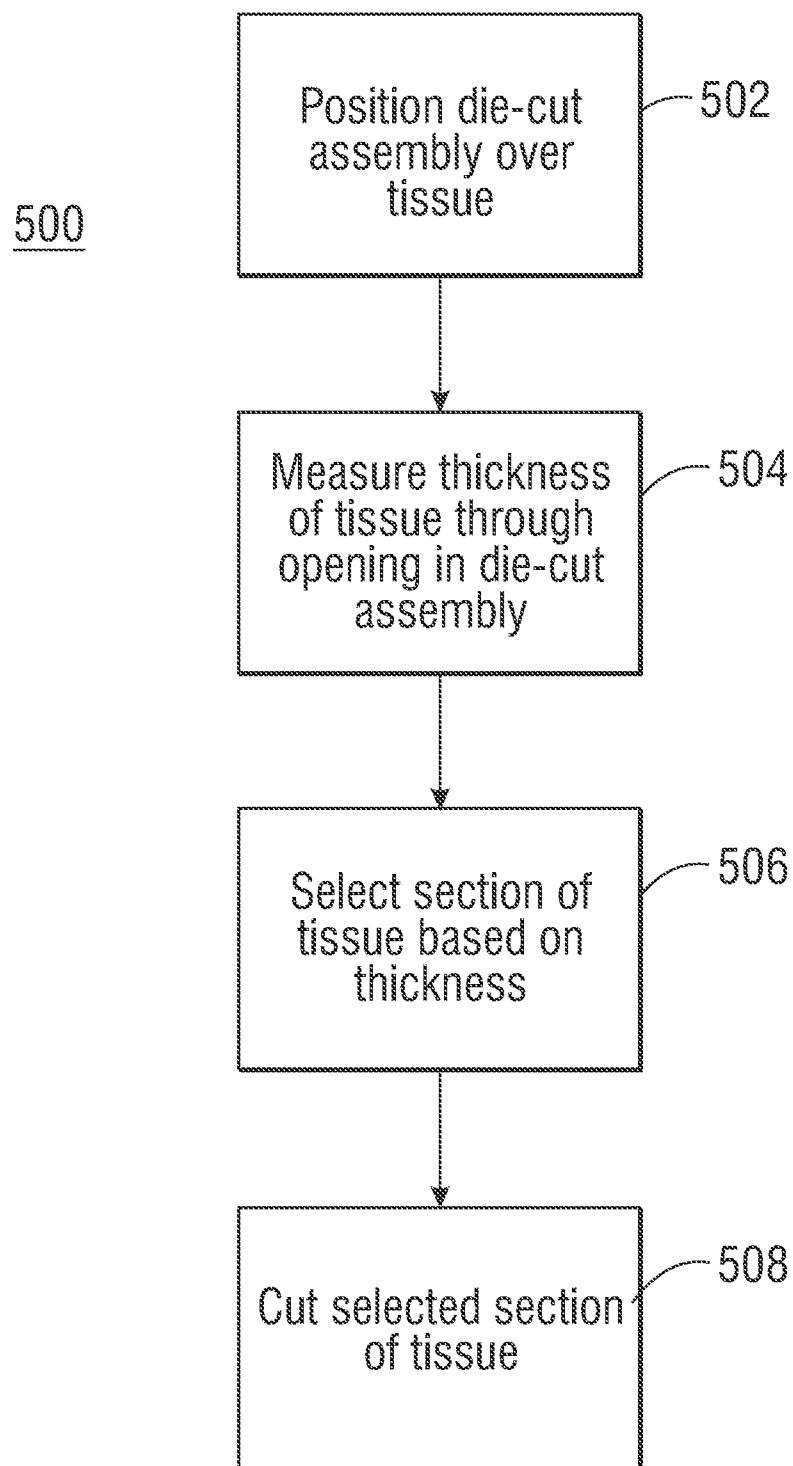 500
Position die-cut
assembly over
tissue
502
Measure thickness
of tissue through
opening in die-cut
assembly
504
Select section of
tissue based on
thickness
506
Cut selected section
of tissue
508